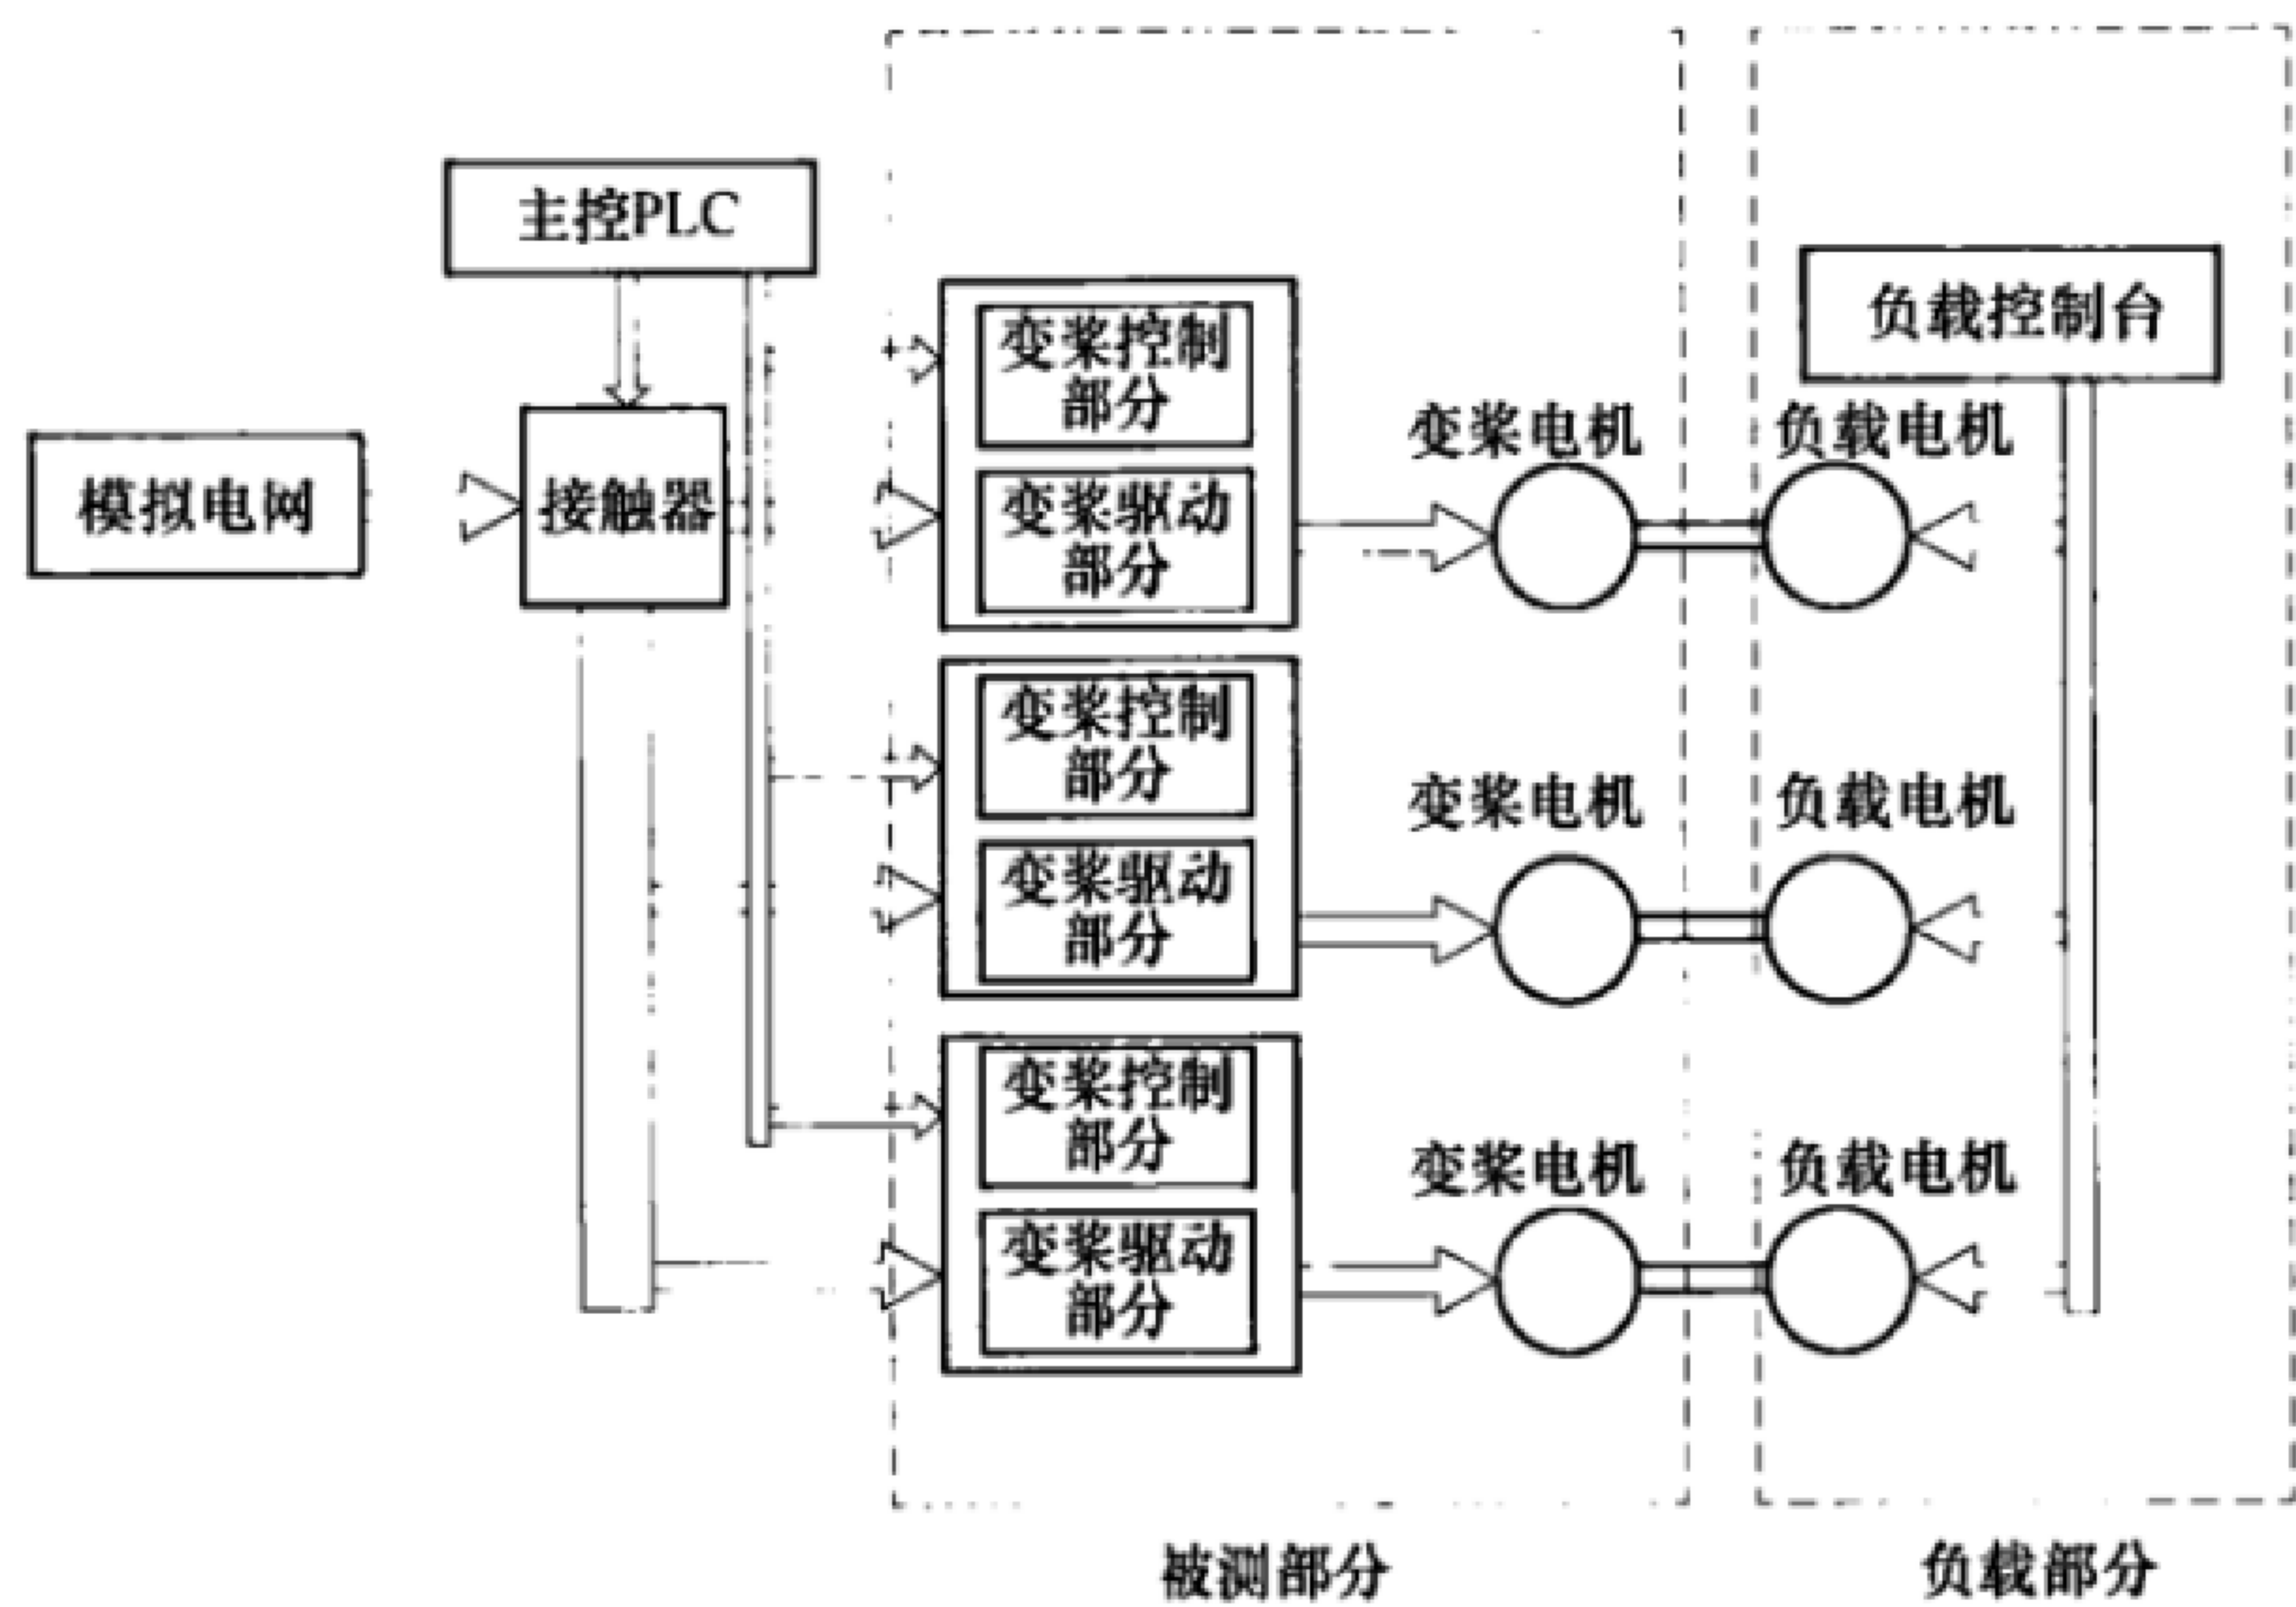 主控PLC
模拟电网
接触器
变桨控制
部分
变桨驱动
部分
变桨电机
负载电机
负载控制台
变桨控制
部分
变桨驱动
部分
变桨电机
负载电机
变桨控制
部分
变桨驱动
部分
变桨电机
负载电机
被测部分
负载部分